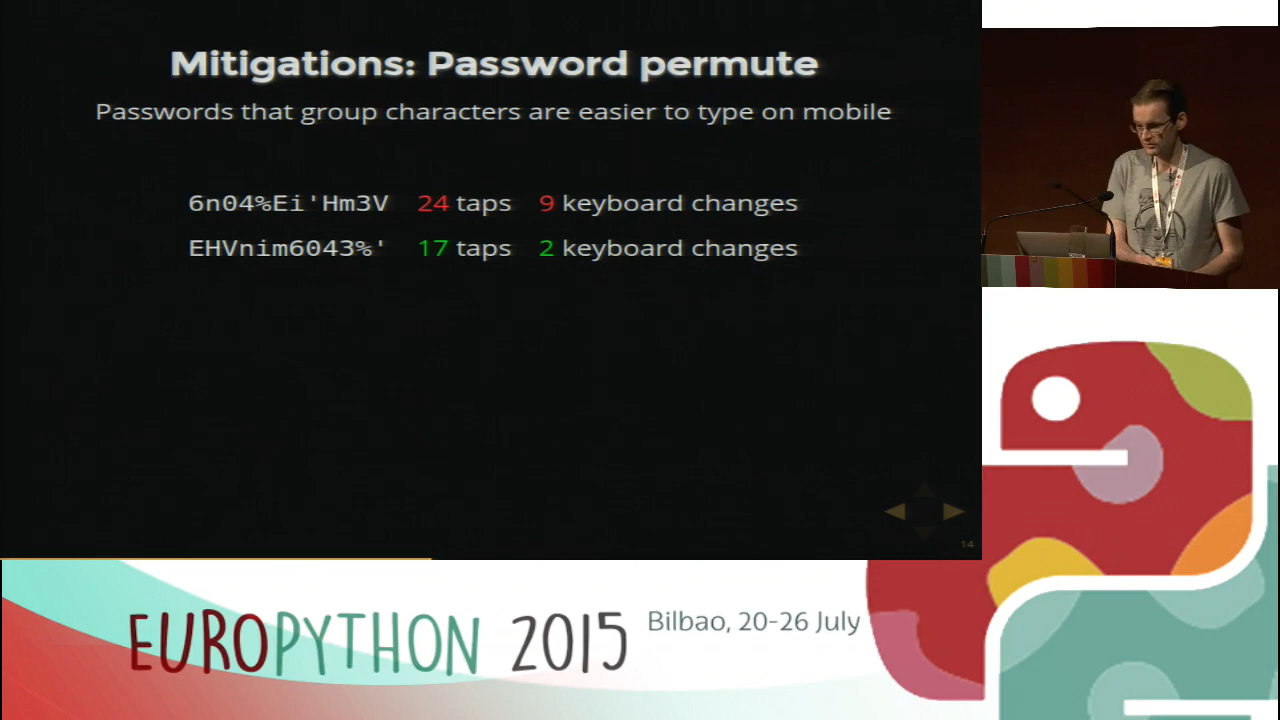 Mitigations: Password permute
Passwords that group characters are easier to type on mobile
6n04%Ei'Hm3V 24 taps 9 keyboard changes
EHVnim6043%' 17 taps 2 keyboard changes
14
EUROPYTHON 2015
Bilbao, 20-26 July